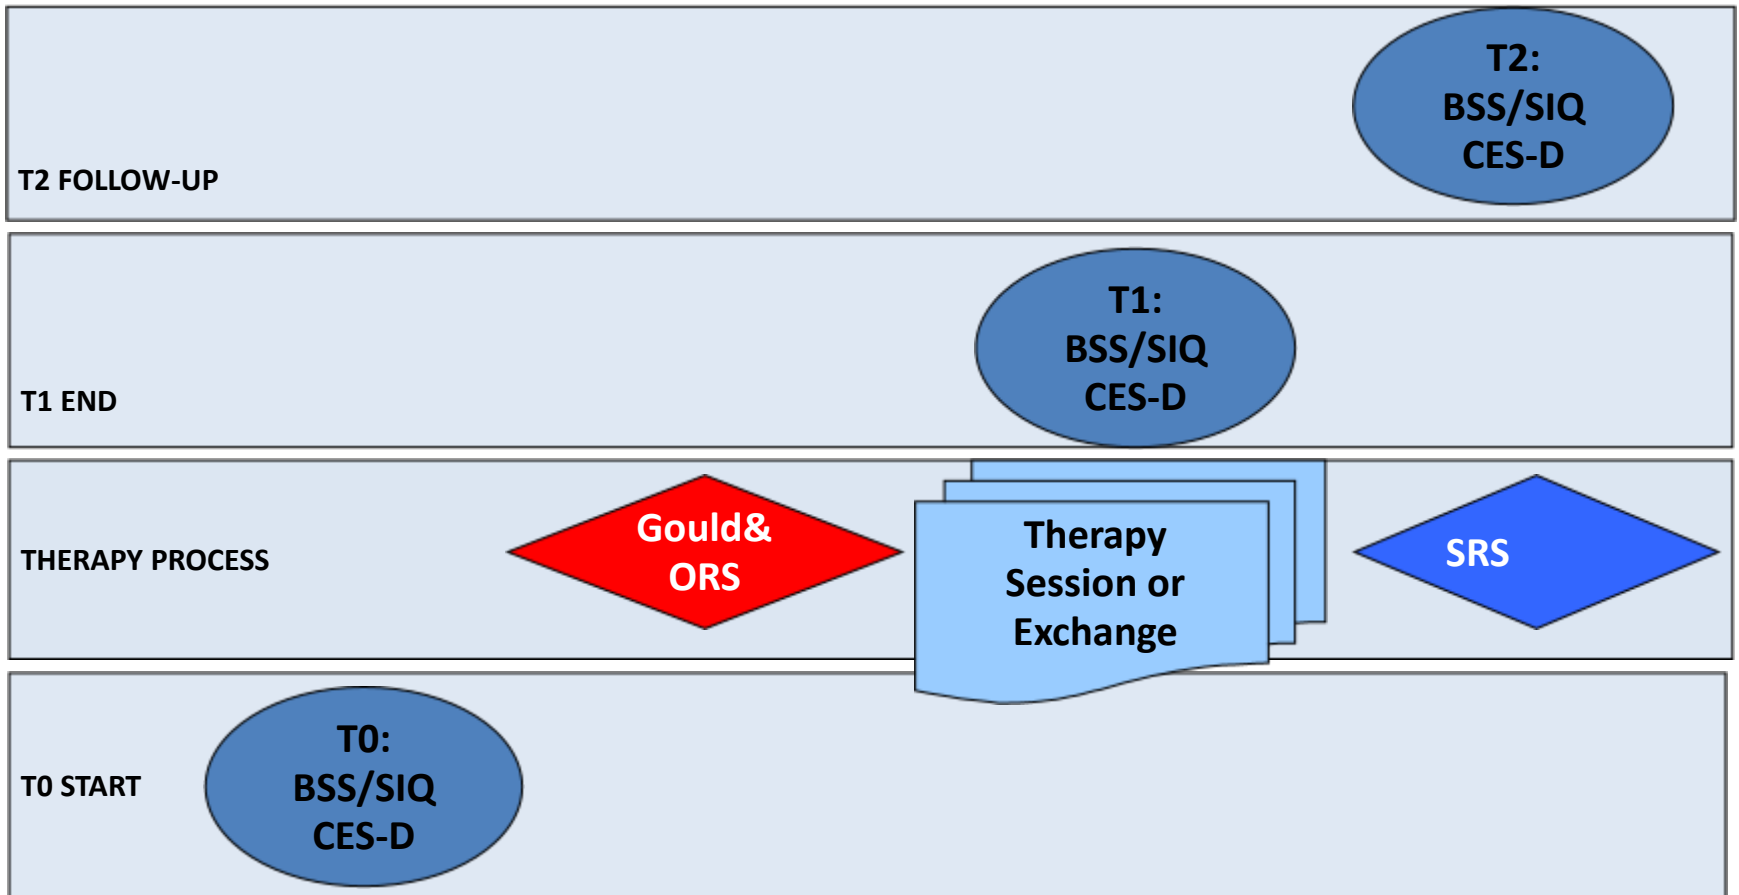 T2:
BSS/SIQ
CES-D
T2 FOLLOW-UP
T1:
BSS/SIQ
CES-D
T1 END
THERAPY PROCESS
Gould&
ORS
Therapy
Session or
Exchange
SRS
T0 START
T0:
BSS/SIQ
CES-D